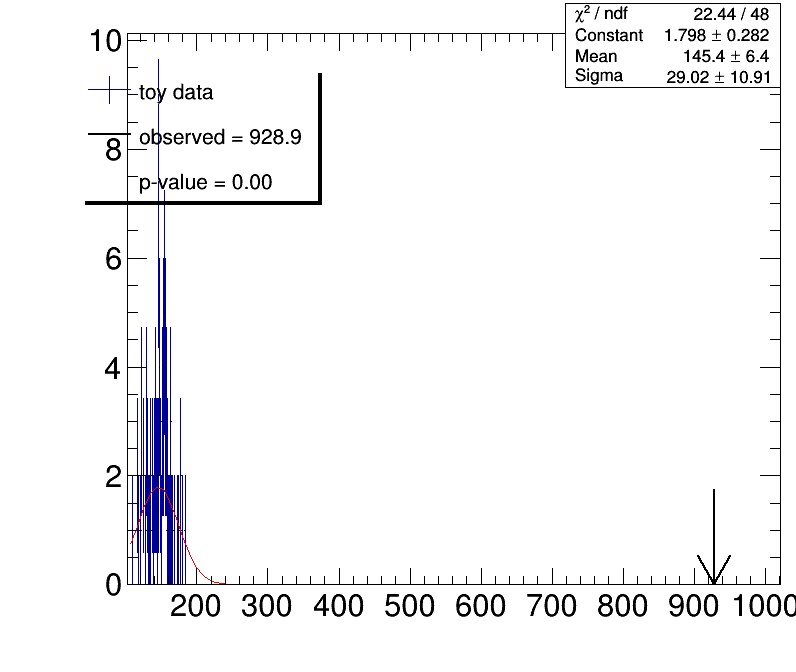 χ² / ndf 22.44 / 48
Constant 1.798 ± 0.282
Mean 145.4 ± 6.4
Sigma 29.02 ± 10.91
toy data
observed = 928.9
p-value = 0.00
10
8
6
4
2
0
200 300 400 500 600 700 800 900 1000